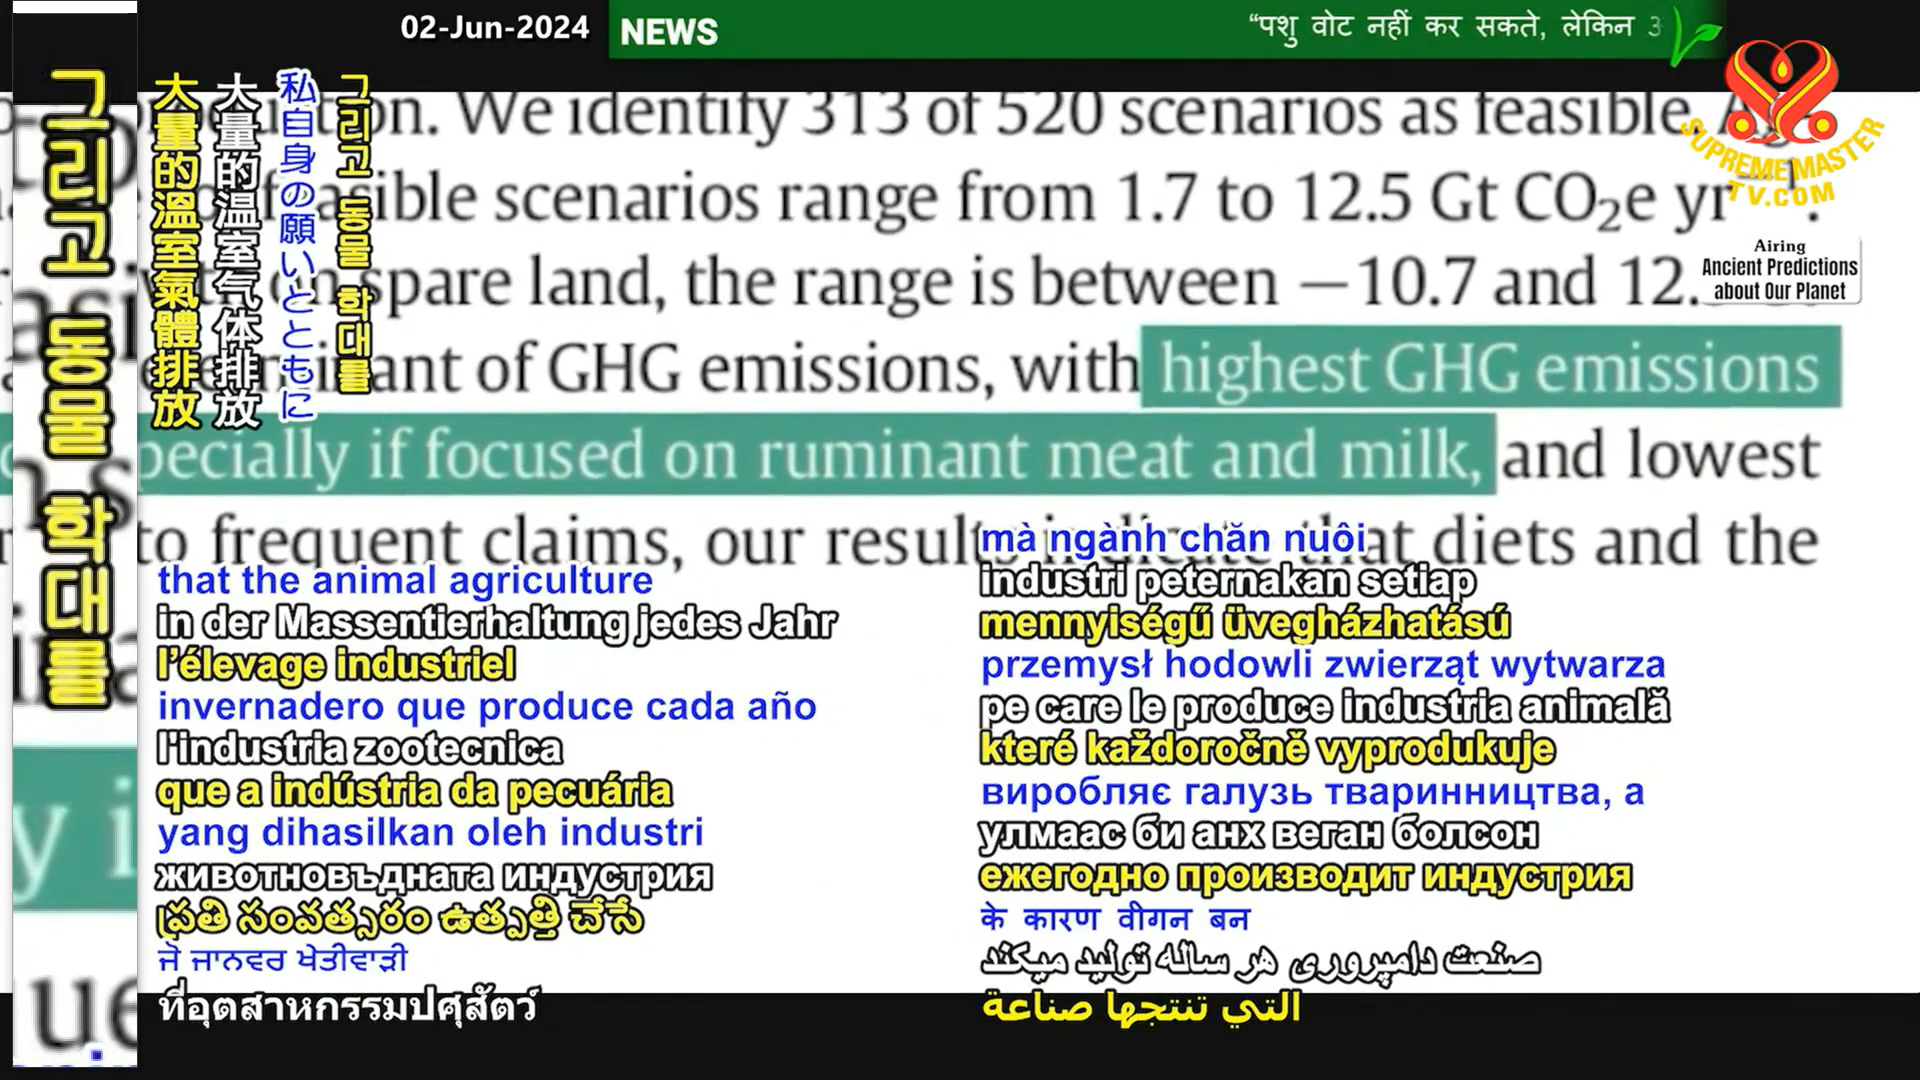 02-Jun-2024
NEWS
“पशु वोट नहीं कर सकते, लेकिन
SUPREME MASTER
TV.COM
Airing
Ancient Predictions
about Our Planet
그리고 동물 학대를
大量的溫室氣體排放
大量的温室气体排放
私自身の願いとともに
그리고 동물 학대를
We identify 313 of 520 scenarios as feasible.
scenarios range from 1.7 to 12.5 Gt CO₂e yr
spare land, the range is between −10.7 and 12.
of GHG emissions, with highest GHG emissions
if focused on ruminant meat and milk, and lowest
to frequent claims, our results indicate that diets and the
that the animal agriculture
in der Massentierhaltung jedes Jahr
l’élevage industriel
invernadero que produce cada año
l'industria zootecnica
que a indústria da pecuária
yang dihasilkan oleh industri
животновъдната индустрия
ప్రతి సంవత్సరం ఉత్పత్తి చేసే
ਜੋ ਜਾਨਵਰ ਖੇਤੀਵਾੜੀ
ที่อุตสาหกรรมปศุสัตว์
mà ngành chăn nuôi
industri peternakan setiap
mennyiségű üvegházhatású
przemysł hodowli zwierząt wytwarza
pe care le produce industria animală
které každoročně vyprodukuje
виробляє галузь тваринництва, а
улмаас би анх веган болсон
ежегодно производит индустрия
के कारण वीगन बन
صنعت دامپروری هر ساله تولید میکند
التي تنتجها صناعة